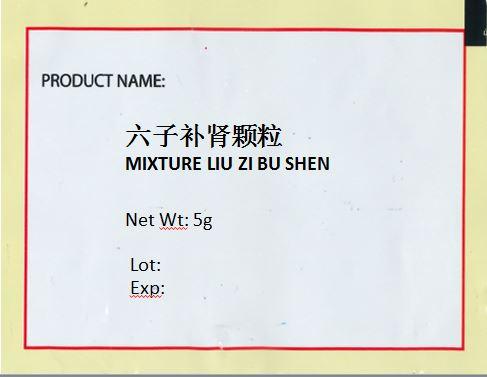 PRODUCT NAME:
六子补肾颗粒
MIXTURE LIU ZI BU SHEN
Net Wt: 5g
Lot:
Exp: